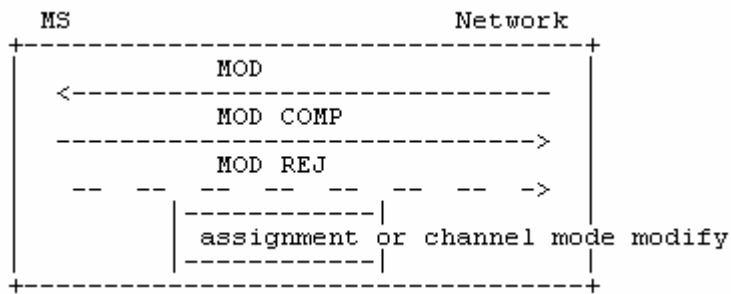 MS Network
MOD
MOD COMP
MOD REJ
assignment or channel mode modify